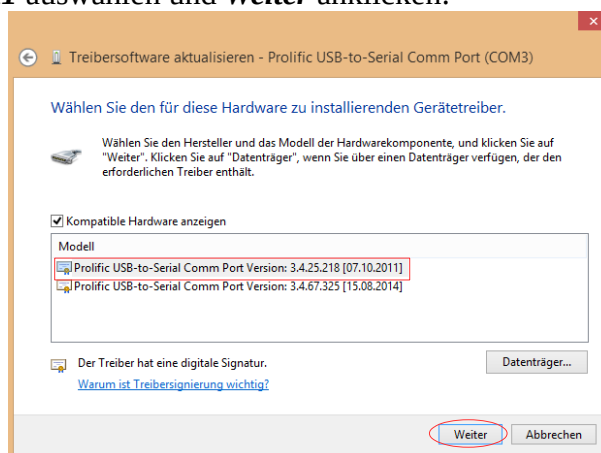 auswählen und Weiter anklicken.
Treibersoftware aktualisieren - Prolific USB-to-Serial Comm Port (COM3)
Wählen Sie den für diese Hardware zu installierenden Gerätetreiber.
Wählen Sie den Hersteller und das Modell der Hardwarekomponente, und klicken Sie auf
"Weiter". Klicken Sie auf "Datenträger", wenn Sie über einen Datenträger verfügen, der den
erforderlichen Treiber enthält.
Kompatible Hardware anzeigen
Modell
Prolific USB-to-Serial Comm Port Version: 3.4.25.218 [07.10.2011]
Prolific USB-to-Serial Comm Port Version: 3.4.67.325 [15.08.2014]
Der Treiber hat eine digitale Signatur.
Datenträger...
Warum ist Treibersignierung wichtig?
Weiter
Abbrechen